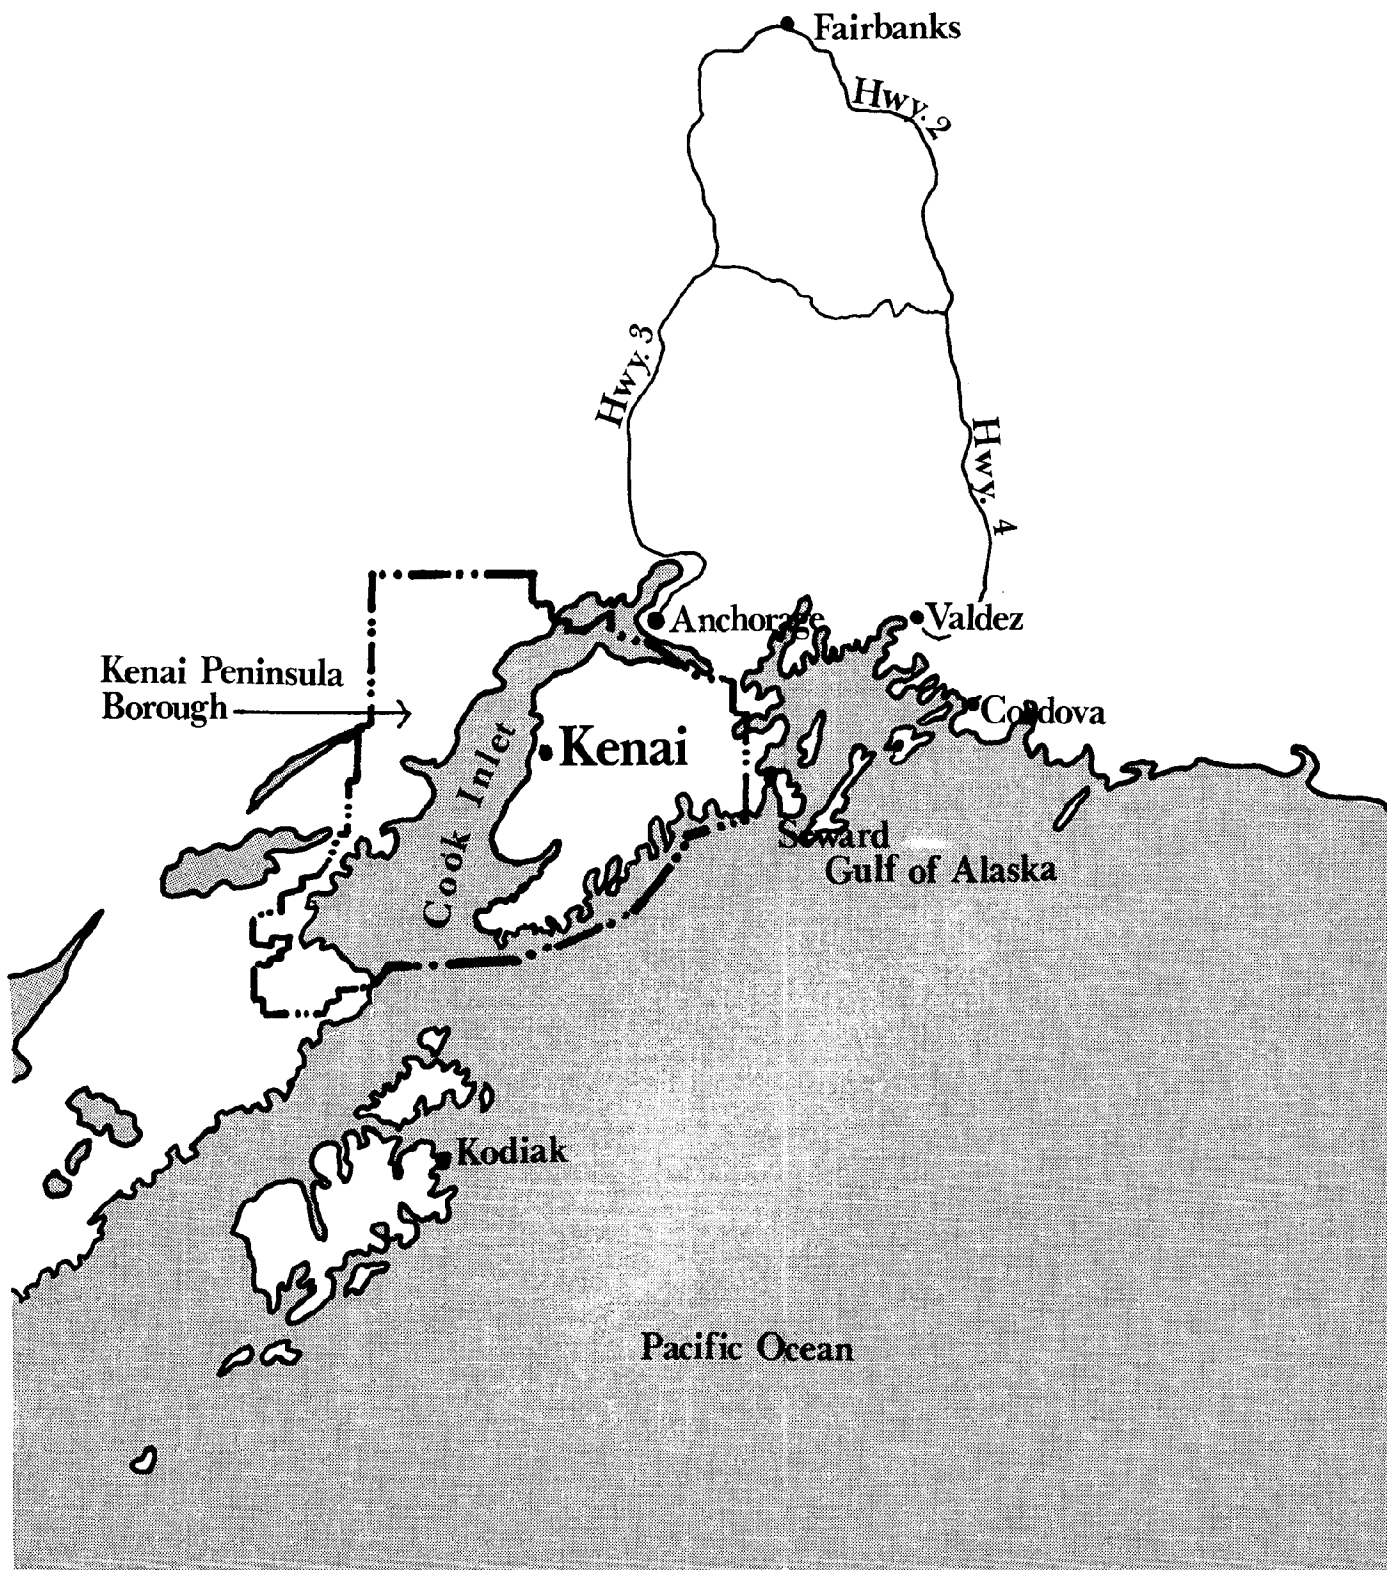 Fairbanks
Hwy. 2
Hwy. 3
Hwy. 4
Anchorage
Valdez
Kenai Peninsula
Borough
Cordova
Kenai
Cook Inlet
Seward
Gulf of Alaska
Kodiak
Pacific Ocean